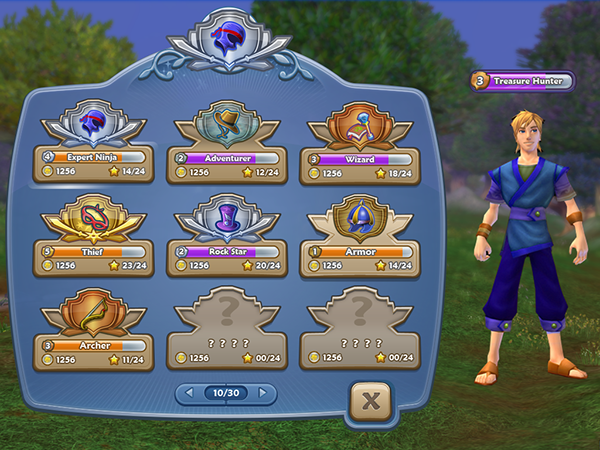 3 Treasure Hunter
4 Expert Ninja
1256 14/24
2 Adventurer
1256 12/24
3 Wizard
1256 18/24
5 Thief
1256 23/24
2 Rock Star
1256 20/24
1 Armor
1256 14/24
3 Archer
1256 11/24
?
? ? ? ?
1256 00/24
?
? ? ? ?
1256 00/24
10/30
X